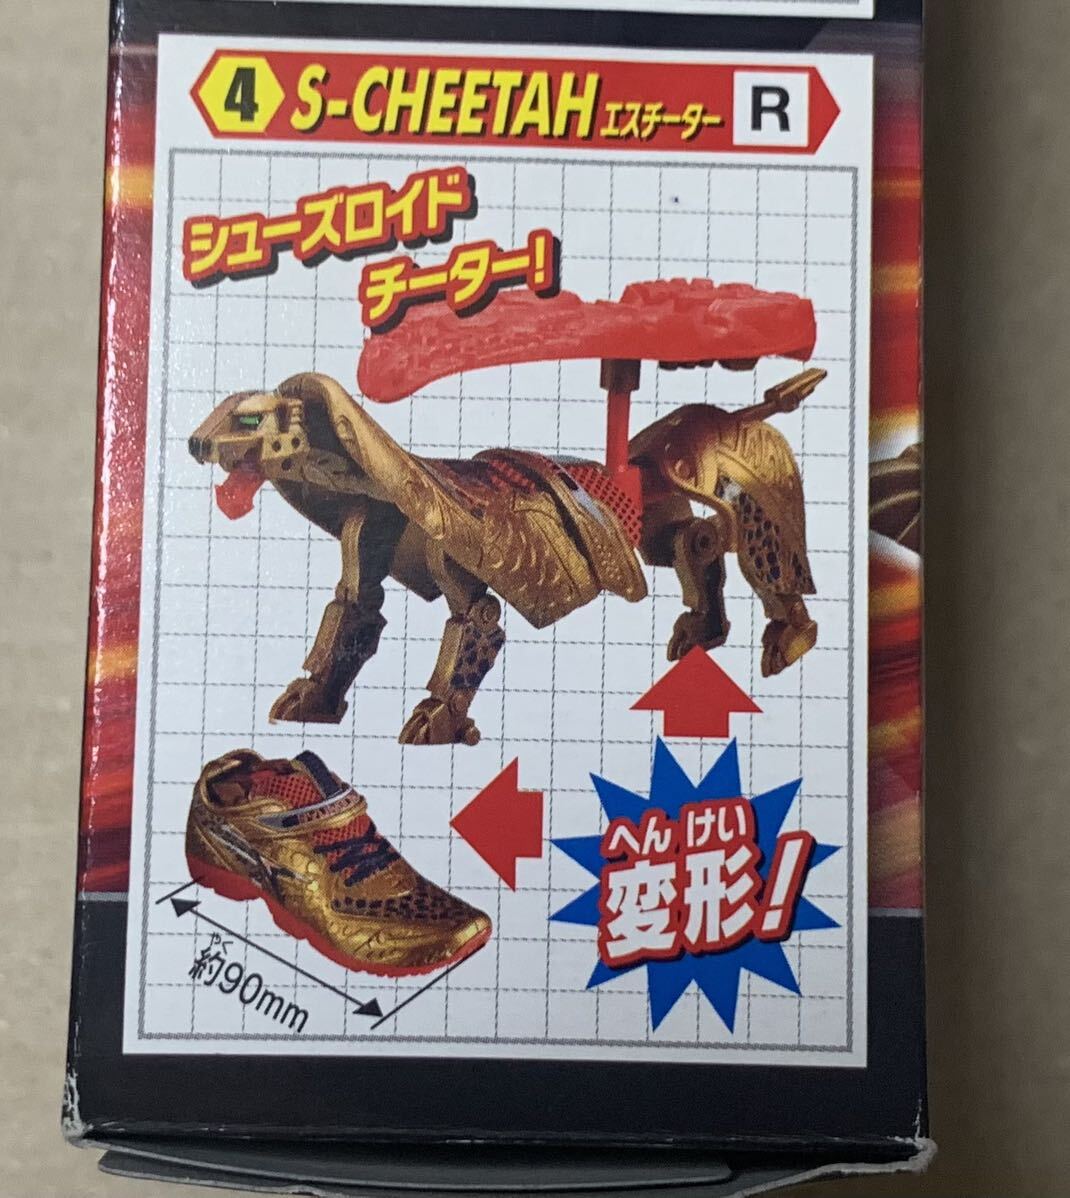 4 S-CHEETAH エスチーター R
シューズロイド
チーター!
へんけい
変形!
やく
約90mm